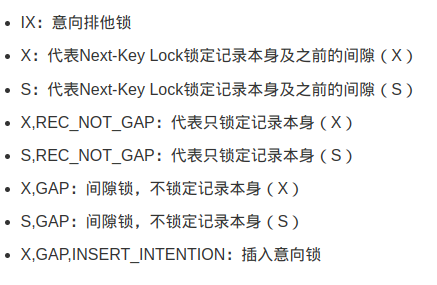 IX：意向排他锁
X：代表Next-Key Lock锁定记录本身及之前的间隙（X）
S：代表Next-Key Lock锁定记录本身及之前的间隙（S）
X,REC_NOT_GAP：代表只锁定记录本身（X）
S,REC_NOT_GAP：代表只锁定记录本身（S）
X,GAP：间隙锁，不锁定记录本身（X）
S,GAP：间隙锁，不锁定记录本身（S）
X,GAP,INSERT_INTENTION：插入意向锁